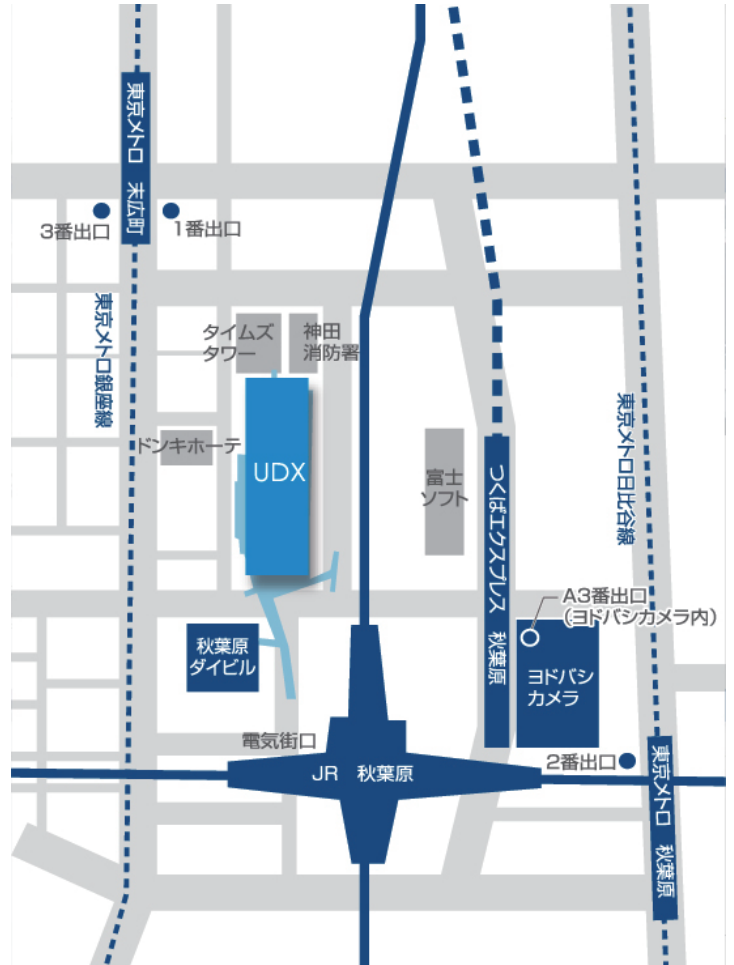 東京メトロ 末広町
3番出口
1番出口
東京メトロ銀座線
タイムズ
タワー
神田
消防署
ドンキホーテ
UDX
富士
ソフト
つくばエクスプレス 秋葉原
東京メトロ日比谷線
A3番出口
(ヨドバシカメラ内)
秋葉原
ダイビル
ヨドバシ
カメラ
電気街口
JR 秋葉原
2番出口
東京メトロ 秋葉原